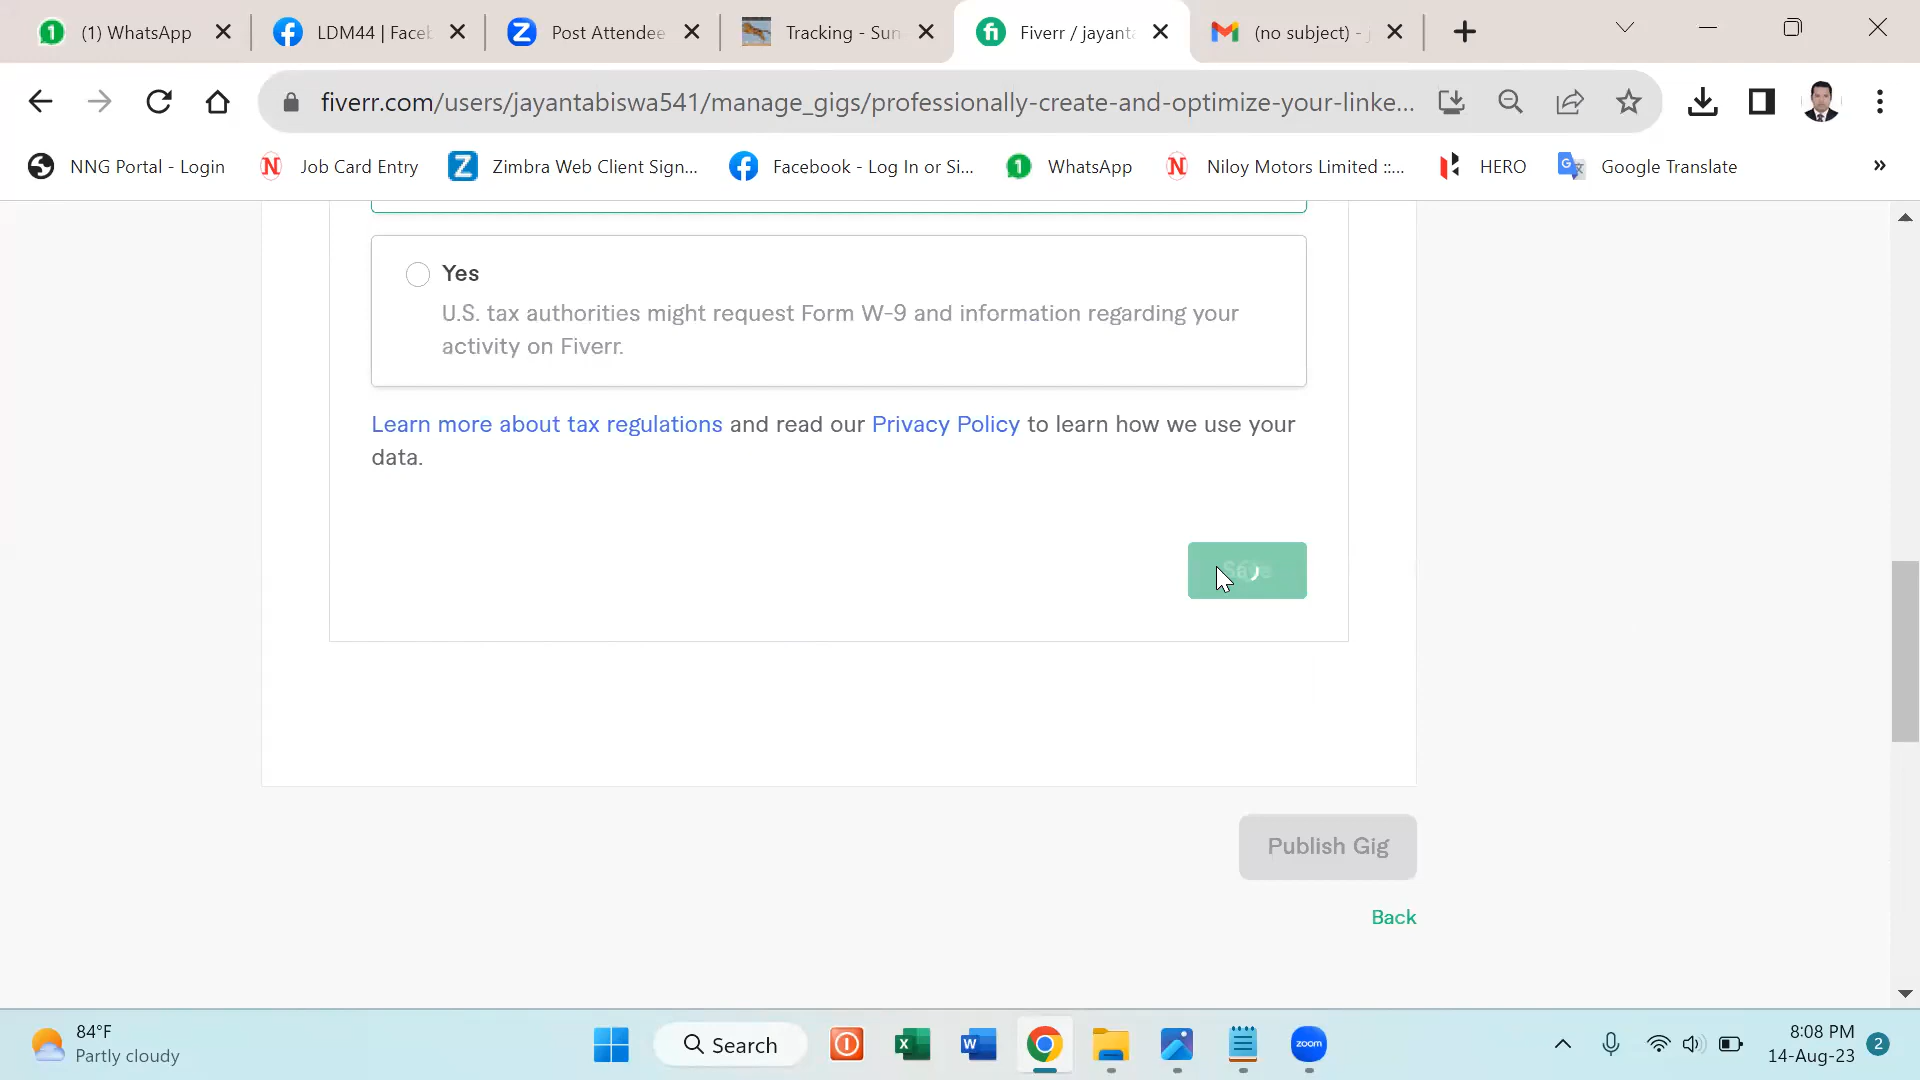 (1) WhatsApp
LDM44 | Faceb
Post Attendee
Tracking - Sun
Fiverr / jayanta
(no subject) - j
fiverr.com/users/jayantabiswa541/manage_gigs/professionally-create-and-optimize-your-linke...
NNG Portal - Login
Job Card Entry
Zimbra Web Client Sign...
Facebook - Log In or Si...
WhatsApp
Niloy Motors Limited ::...
HERO
Google Translate
»
Yes
U.S. tax authorities might request Form W-9 and information regarding your
activity on Fiverr.
Learn more about tax regulations and read our Privacy Policy to learn how we use your
data.
Save
Publish Gig
Back
84°F
Partly cloudy
Search
zoom
8:08 PM
14-Aug-23
2